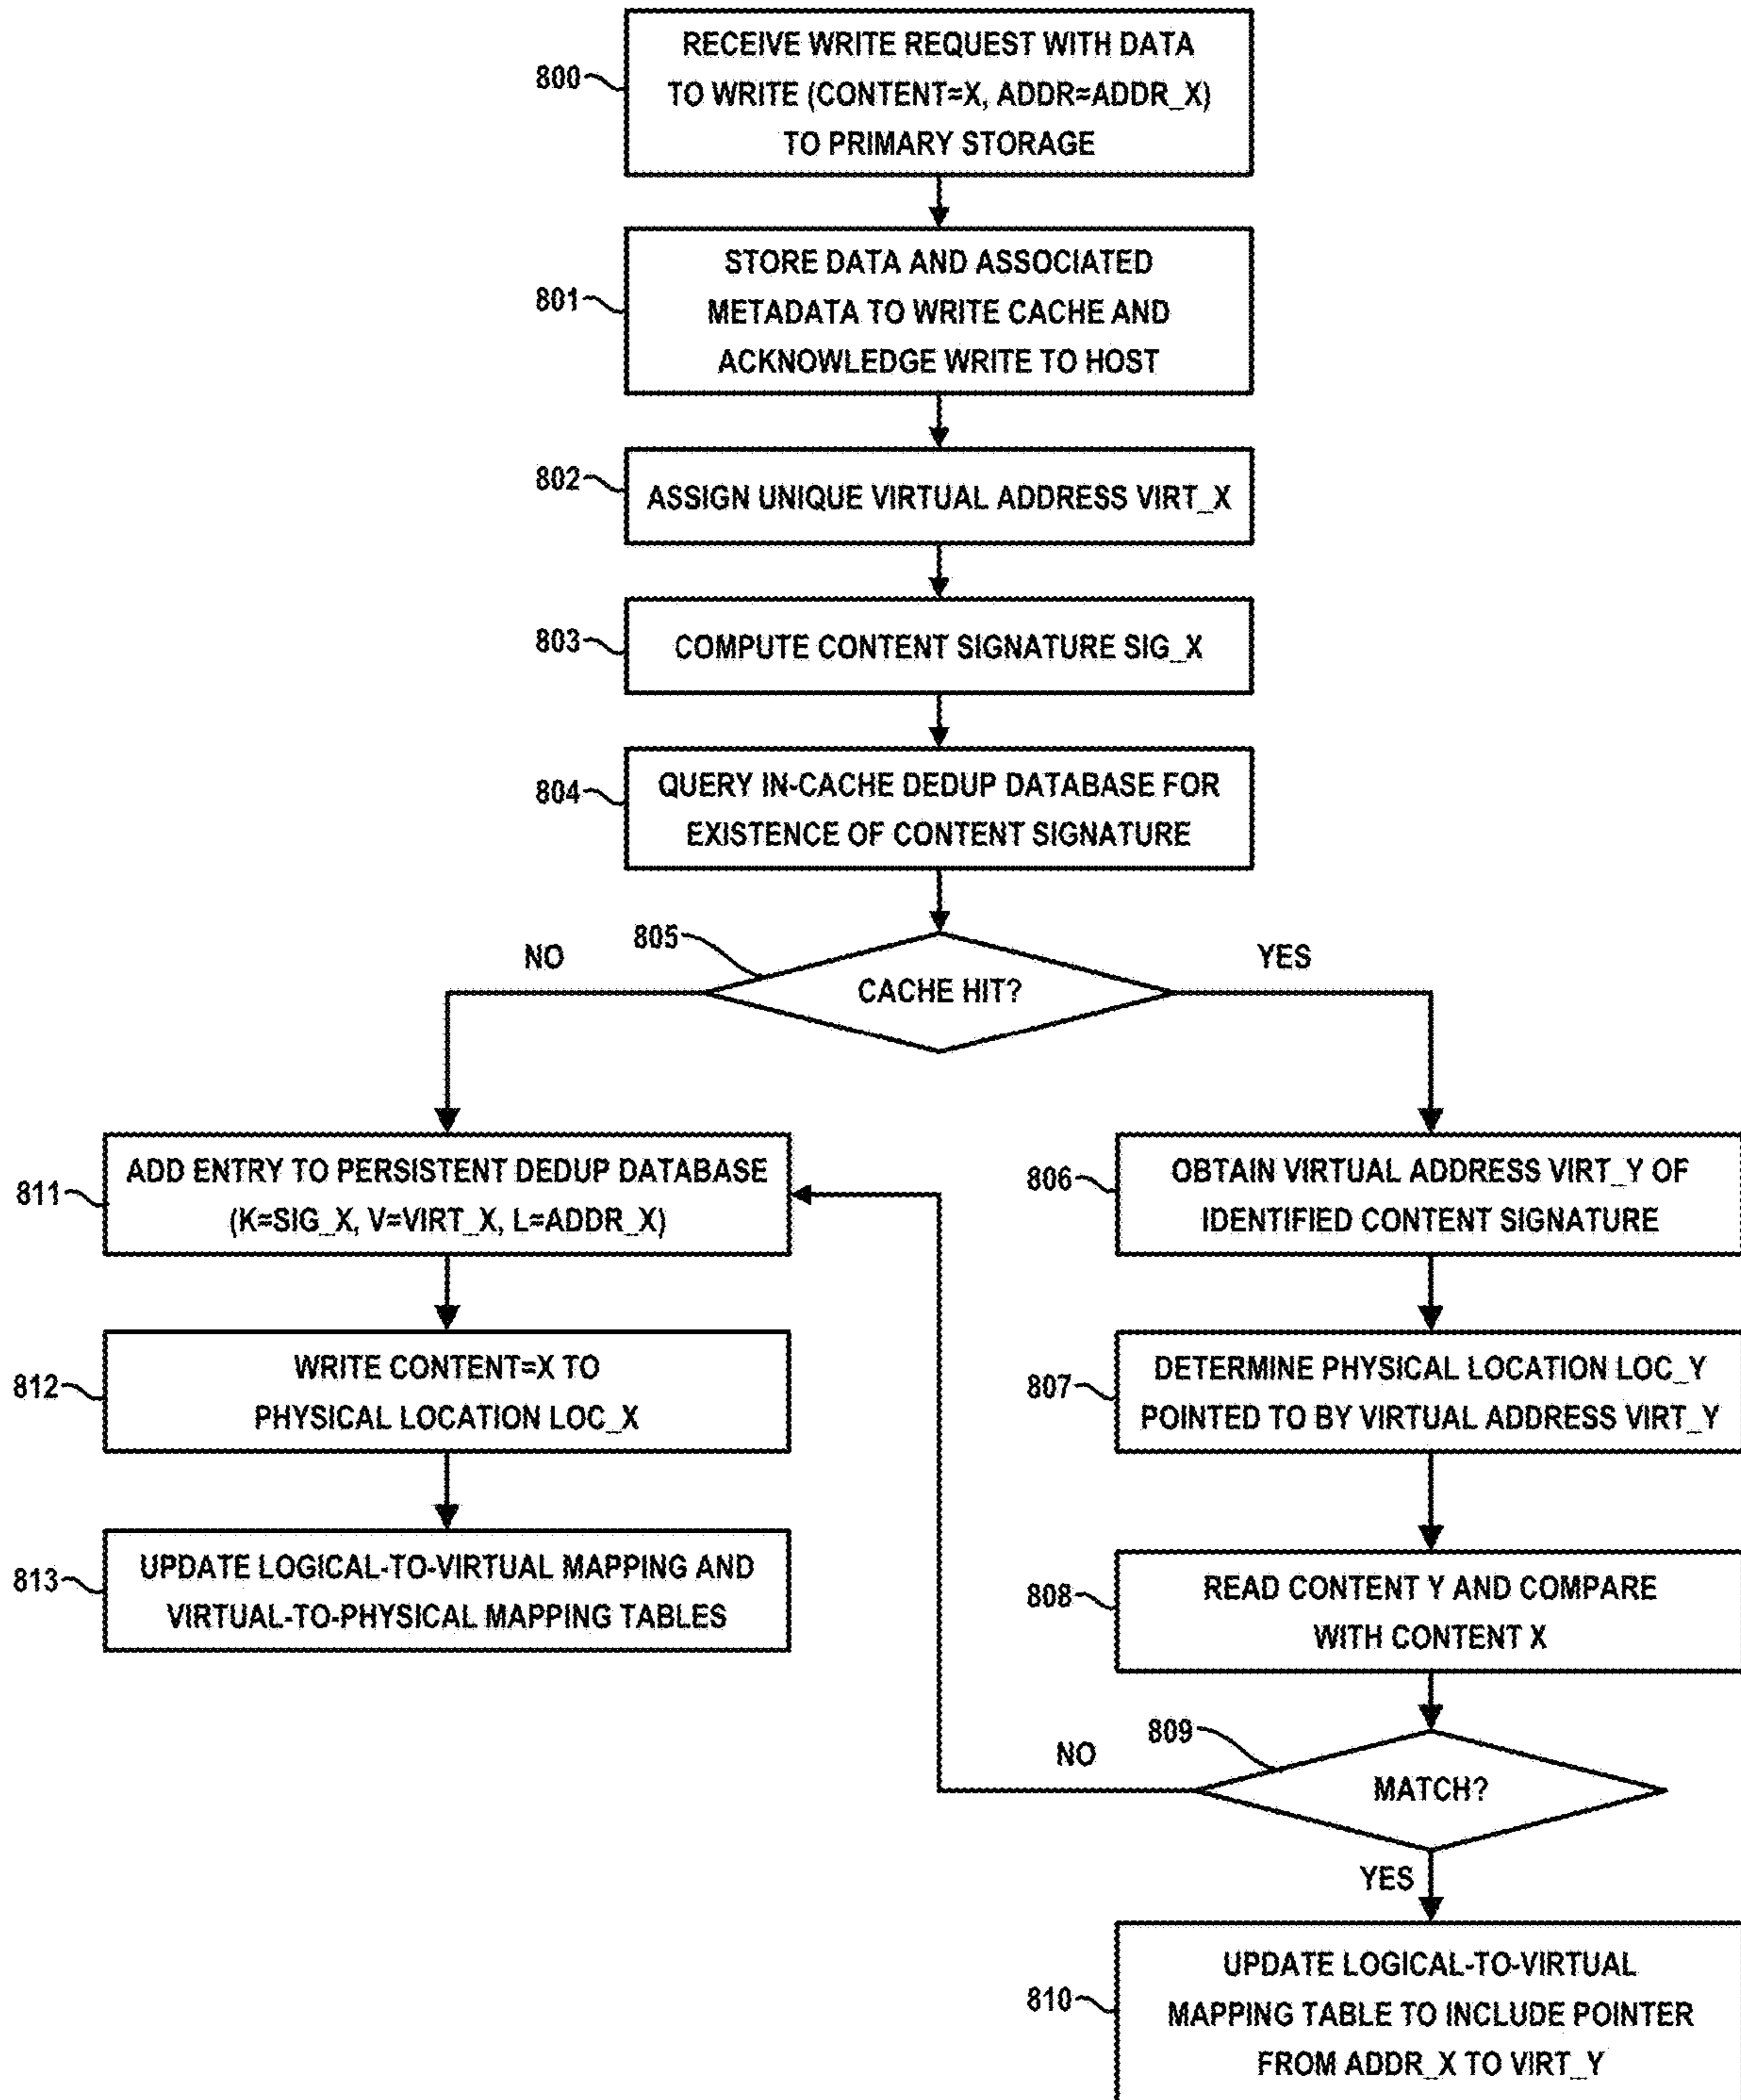 800
RECEIVE WRITE REQUEST WITH DATA
TO WRITE (CONTENT=X, ADDR=ADDR_X)
TO PRIMARY STORAGE
801
STORE DATA AND ASSOCIATED
METADATA TO WRITE CACHE AND
ACKNOWLEDGE WRITE TO HOST
802
ASSIGN UNIQUE VIRTUAL ADDRESS VIRT_X
803
COMPUTE CONTENT SIGNATURE SIG_X
804
QUERY IN-CACHE DEDUP DATABASE FOR
EXISTENCE OF CONTENT SIGNATURE
805
CACHE HIT?
NO
YES
811
ADD ENTRY TO PERSISTENT DEDUP DATABASE
(K=SIG_X, V=VIRT_X, L=ADDR_X)
812
WRITE CONTENT=X TO
PHYSICAL LOCATION LOC_X
813
UPDATE LOGICAL-TO-VIRTUAL MAPPING AND
VIRTUAL-TO-PHYSICAL MAPPING TABLES
806
OBTAIN VIRTUAL ADDRESS VIRT_Y OF
IDENTIFIED CONTENT SIGNATURE
807
DETERMINE PHYSICAL LOCATION LOC_Y
POINTED TO BY VIRTUAL ADDRESS VIRT_Y
808
READ CONTENT Y AND COMPARE
WITH CONTENT X
809
NO
MATCH?
YES
810
UPDATE LOGICAL-TO-VIRTUAL
MAPPING TABLE TO INCLUDE POINTER
FROM ADDR_X TO VIRT_Y